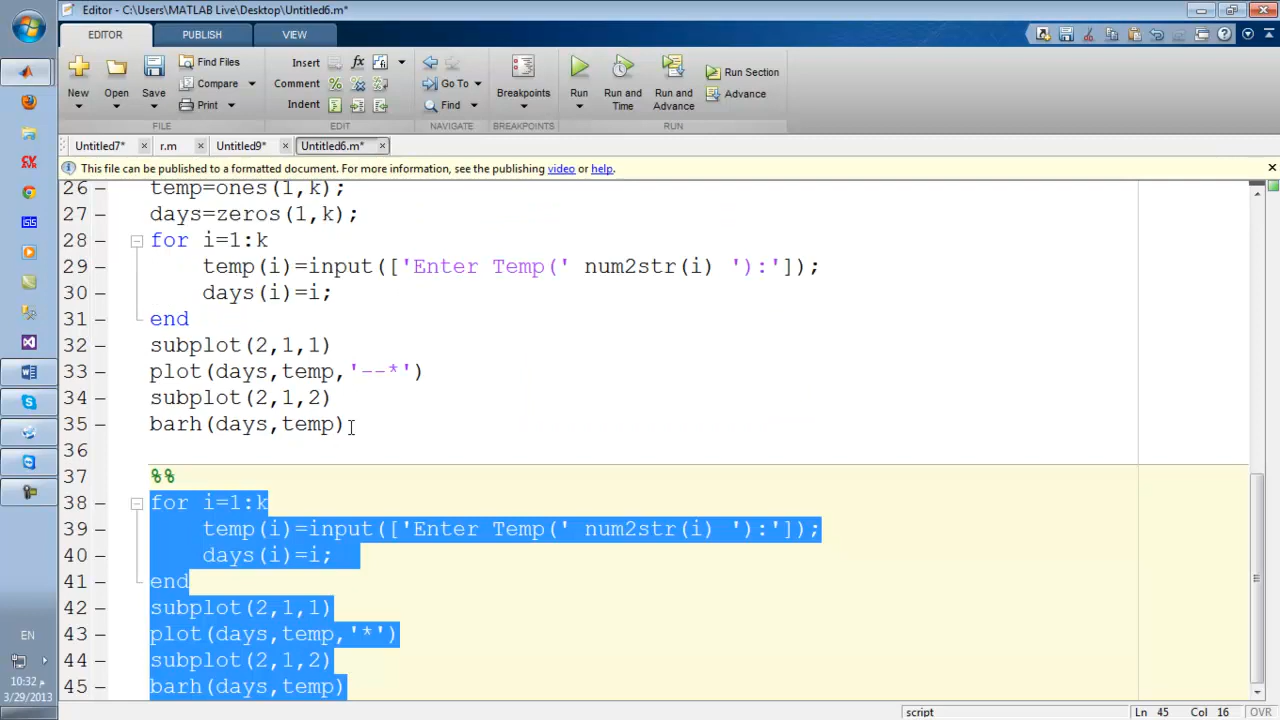 Editor - C:\Users\MATLAB Live\Desktop\Untitled6.m*
EDITOR PUBLISH VIEW
New Open Save Find Files Compare Print
Insert Comment Indent
Go To Find
Breakpoints
Run Run and Time Run and Advance Run Section Advance
FILE EDIT NAVIGATE BREAKPOINTS RUN
Untitled7* × r.m × Untitled9* × Untitled6.m* ×
This file can be published to a formatted document. For more information, see the publishing video or help.
26 – temp=ones(1,k);
27 – days=zeros(1,k);
28 – for i=1:k
29 – temp(i)=input(['Enter Temp(' num2str(i) '):']);
30 – days(i)=i;
31 – end
32 – subplot(2,1,1)
33 – plot(days,temp,'--*')
34 – subplot(2,1,2)
35 – barh(days,temp)
36
37 %%
38 – for i=1:k
39 – temp(i)=input(['Enter Temp(' num2str(i) '):']);
40 – days(i)=i;
41 – end
42 – subplot(2,1,1)
43 – plot(days,temp,'*')
44 – subplot(2,1,2)
45 – barh(days,temp)
EN
10:32
3/29/2013
script Ln 45 Col 16 OVR